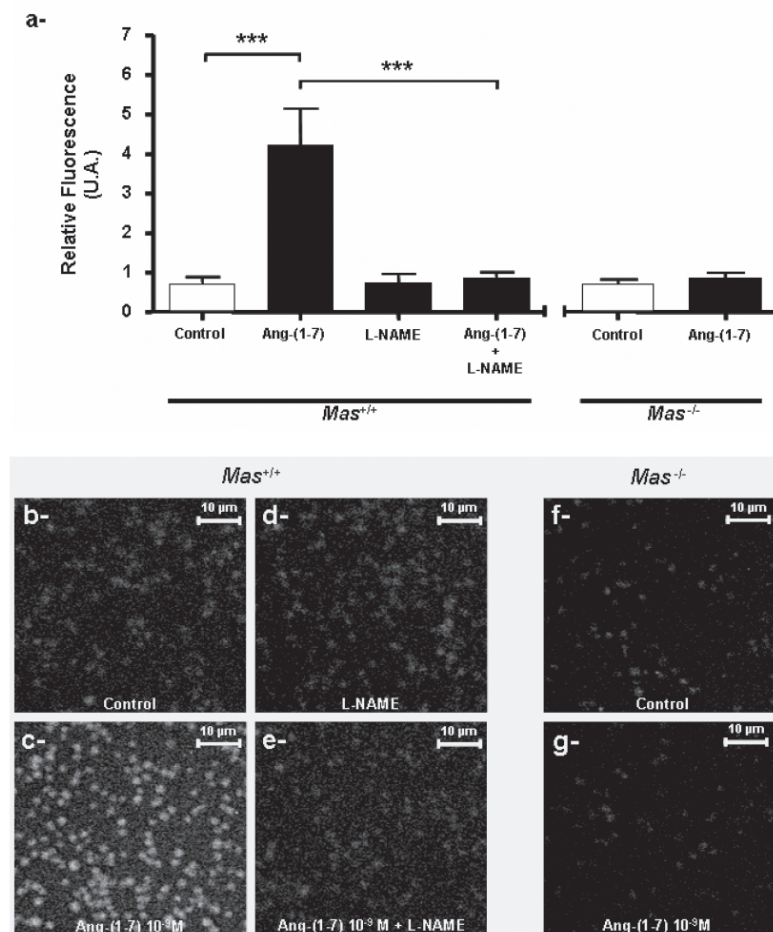 a-
Relative Fluorescence
(U.A.)
7
6
5
4
3
2
1
0
***
***
Control
Ang-(1-7)
L-NAME
Ang-(1-7)
+
L-NAME
Control
Ang-(1-7)
Mas+/+
Mas-/-
Mas+/+
Mas-/-
b-
10 µm
Control
d-
10 µm
L-NAME
f-
10 µm
Control
c-
10 µm
Ang-(1-7) 10-9M
e-
10 µm
Ang-(1-7) 10-9 M + L-NAME
g-
10 µm
Ang-(1-7) 10-9M